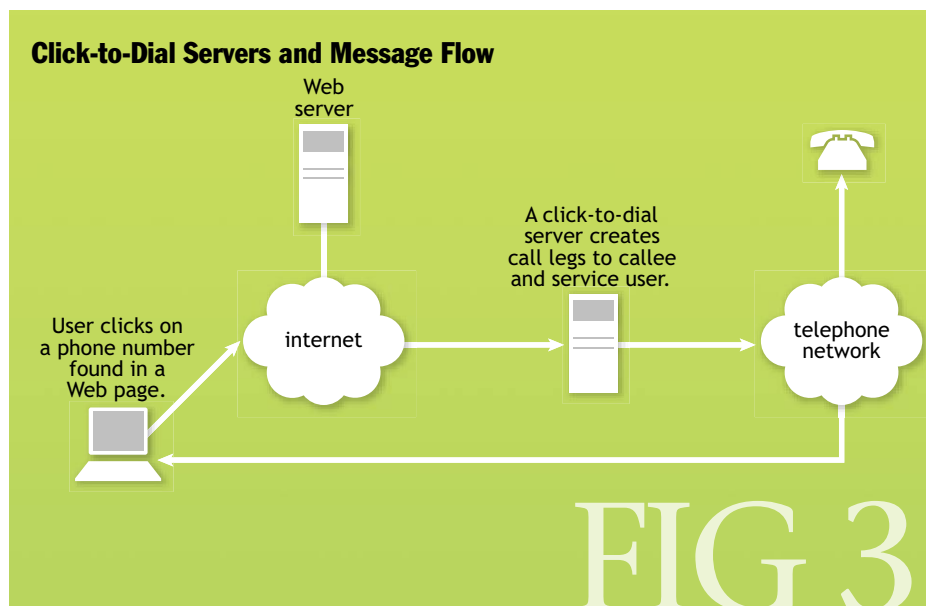 Click-to-Dial Servers and Message Flow
Web
server
A click-to-dial
server creates
call legs to callee
and service user.
User clicks on
a phone number
found in a
Web page.
internet
telephone
network
FIG 3